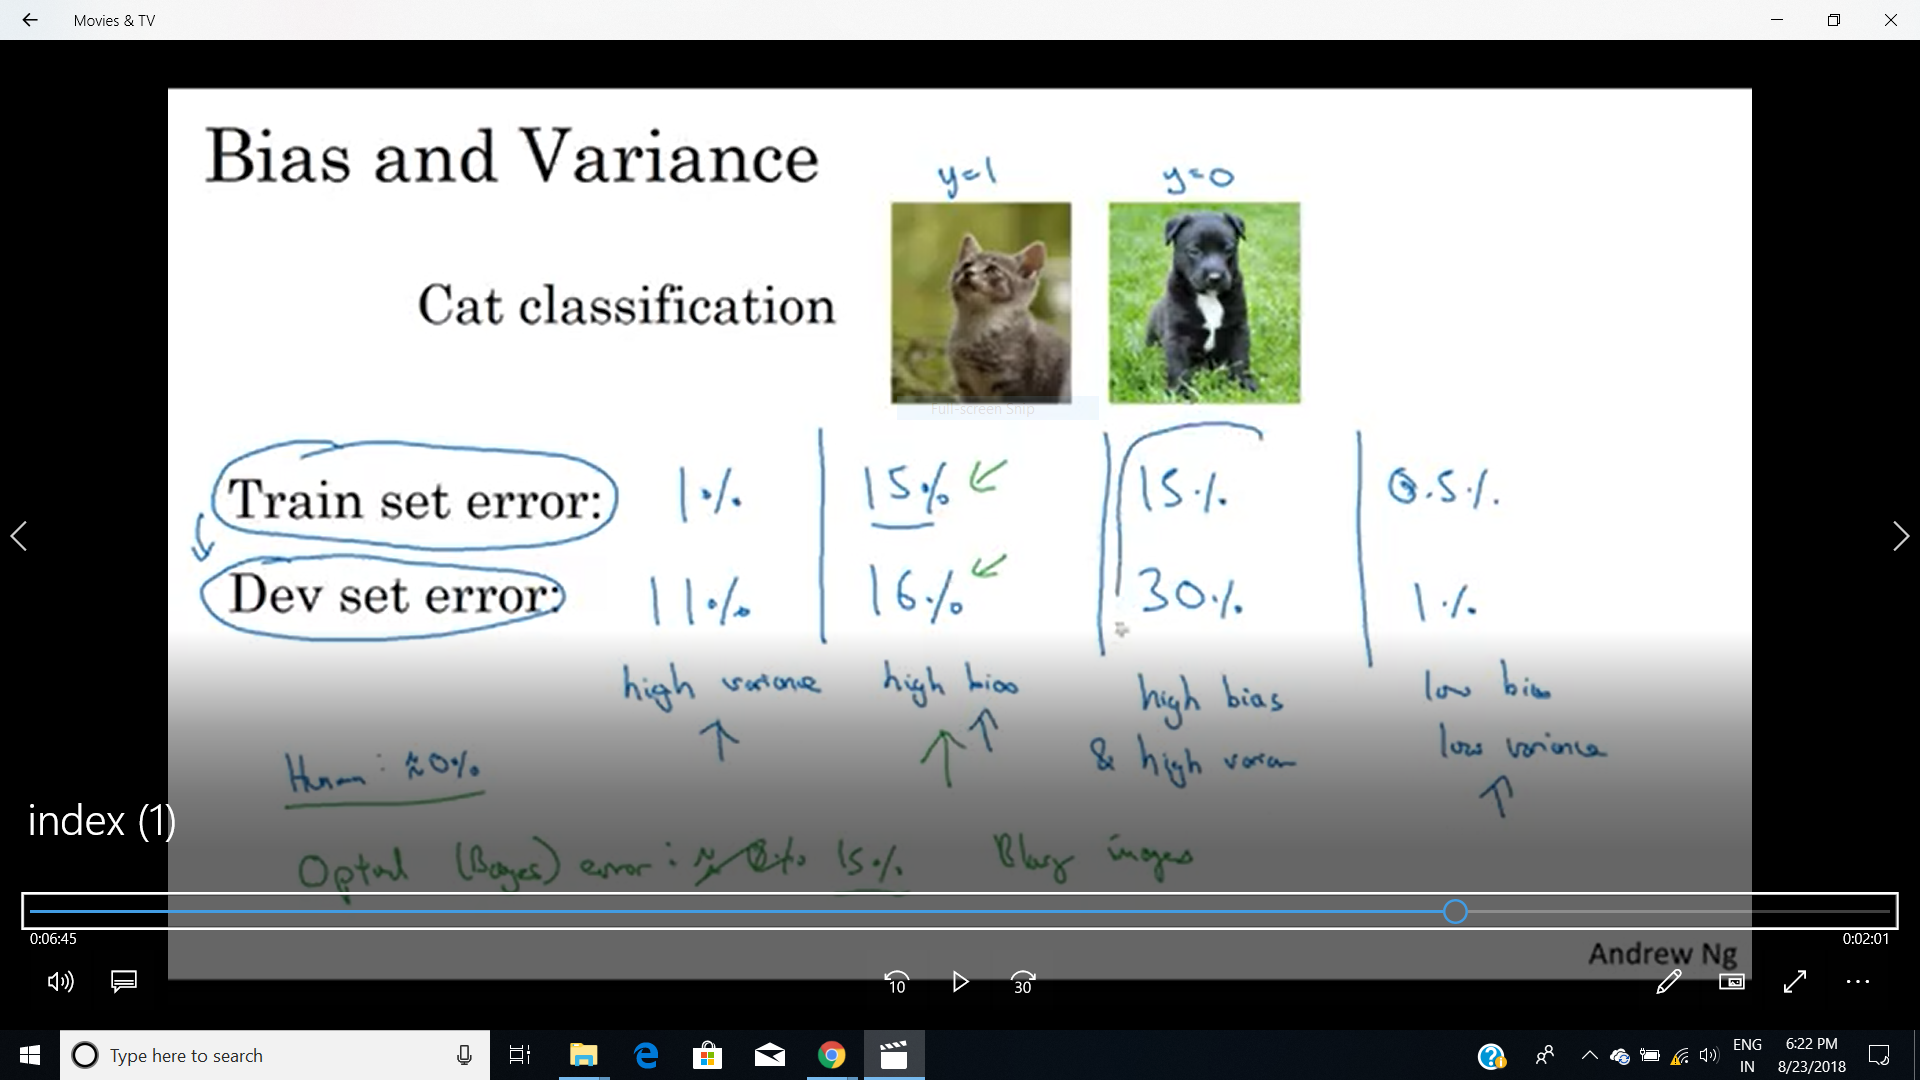 Movies & TV
Bias and Variance
y=1 y=0
Cat classification
Full-screen Snip
Train set error: 1% 15% 15% 0.5%
Dev set error: 11% 16% 30% 1%
high variance high bias high bias low bias
& high varian low variance
Human: ≈0%
Optimal (Bayes) error: ≈ 0% 15% Blurry images
index (1)
0:06:45 0:02:01
Andrew Ng
10 30
Type here to search
ENG 6:22 PM
IN 8/23/2018